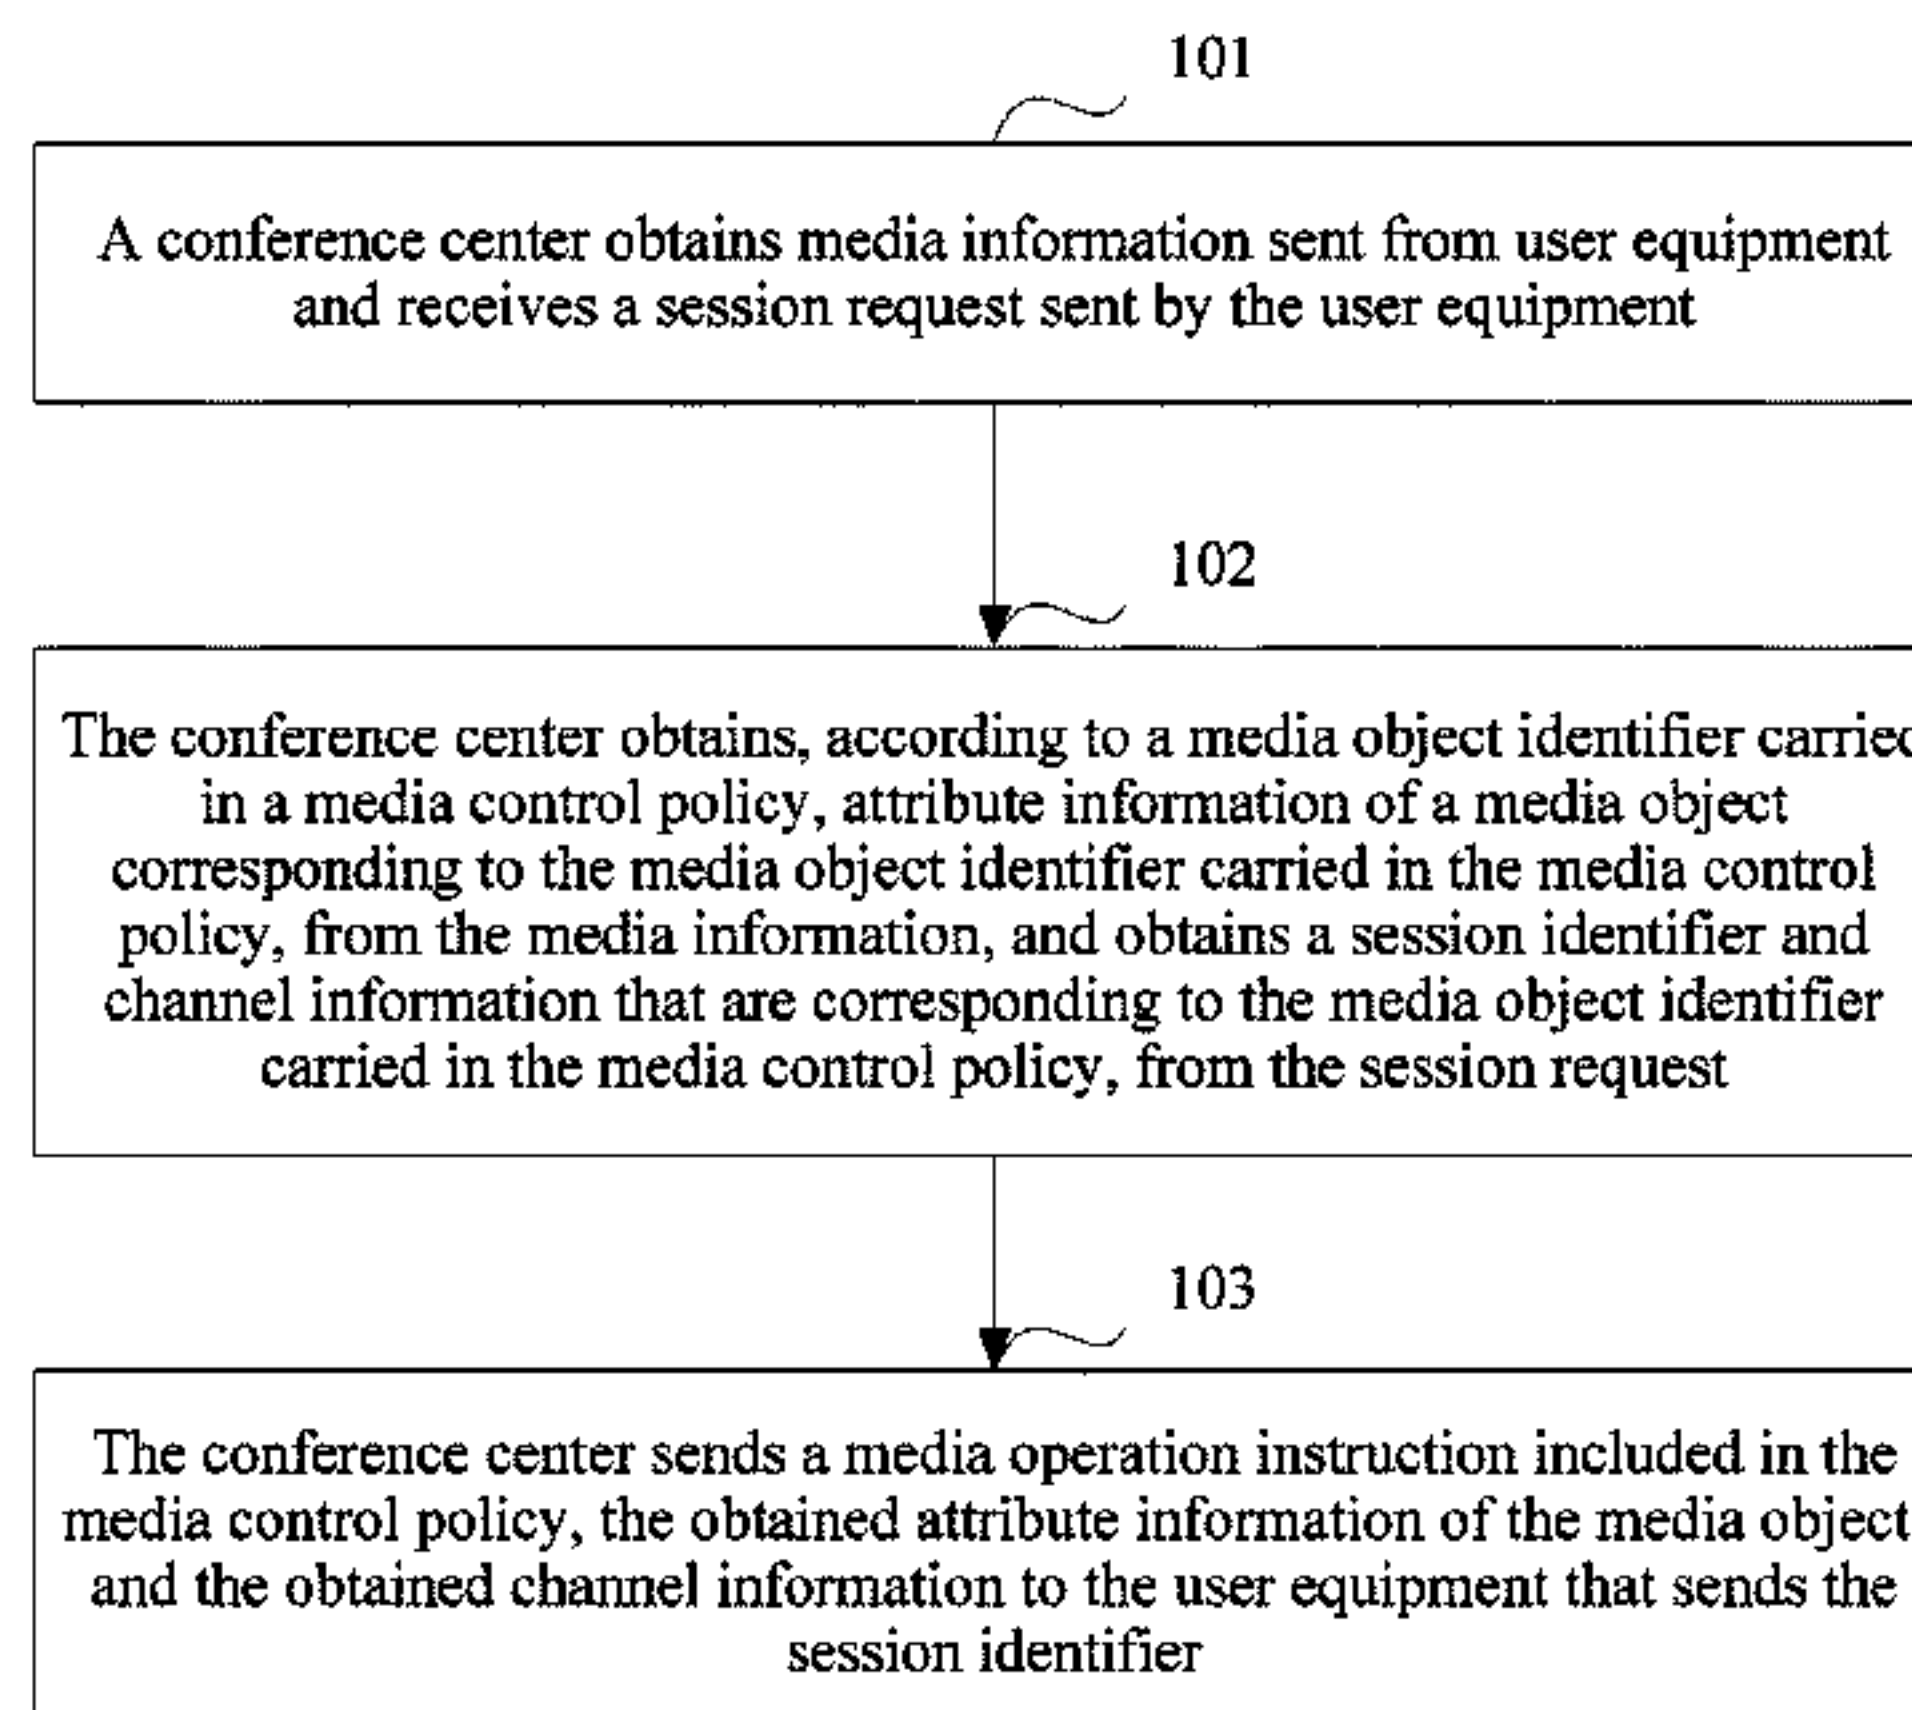 101
A conference center obtains media information sent from user equipment
and receives a session request sent by the user equipment
102
The conference center obtains, according to a media object identifier carried
in a media control policy, attribute information of a media object
corresponding to the media object identifier carried in the media control
policy, from the media information, and obtains a session identifier and
channel information that are corresponding to the media object identifier
carried in the media control policy, from the session request
103
The conference center sends a media operation instruction included in the
media control policy, the obtained attribute information of the media object
and the obtained channel information to the user equipment that sends the
session identifier